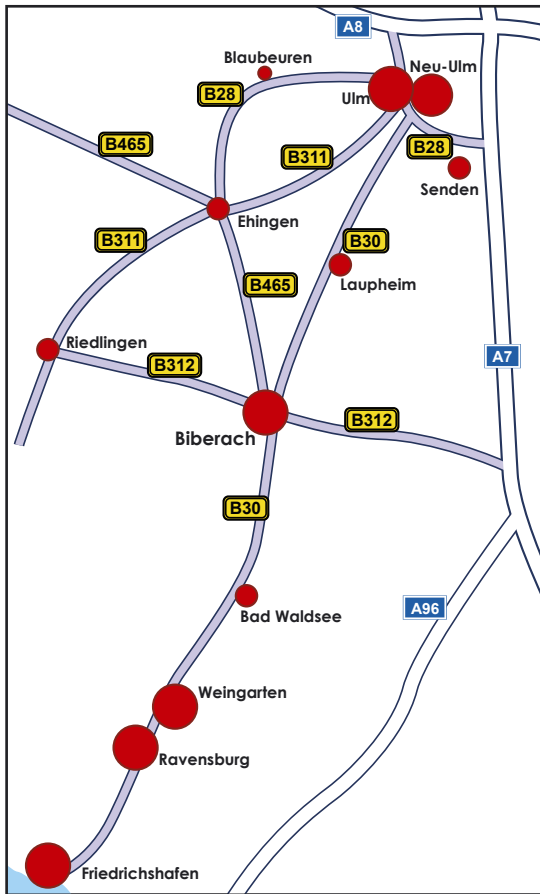 A8
Blaubeuren
Neu-Ulm
B28
Ulm
B465
B311
B28
Senden
Ehingen
B311
B30
B465
Laupheim
Riedlingen
A7
B312
B312
Biberach
B30
A96
Bad Waldsee
Weingarten
Ravensburg
Friedrichshafen